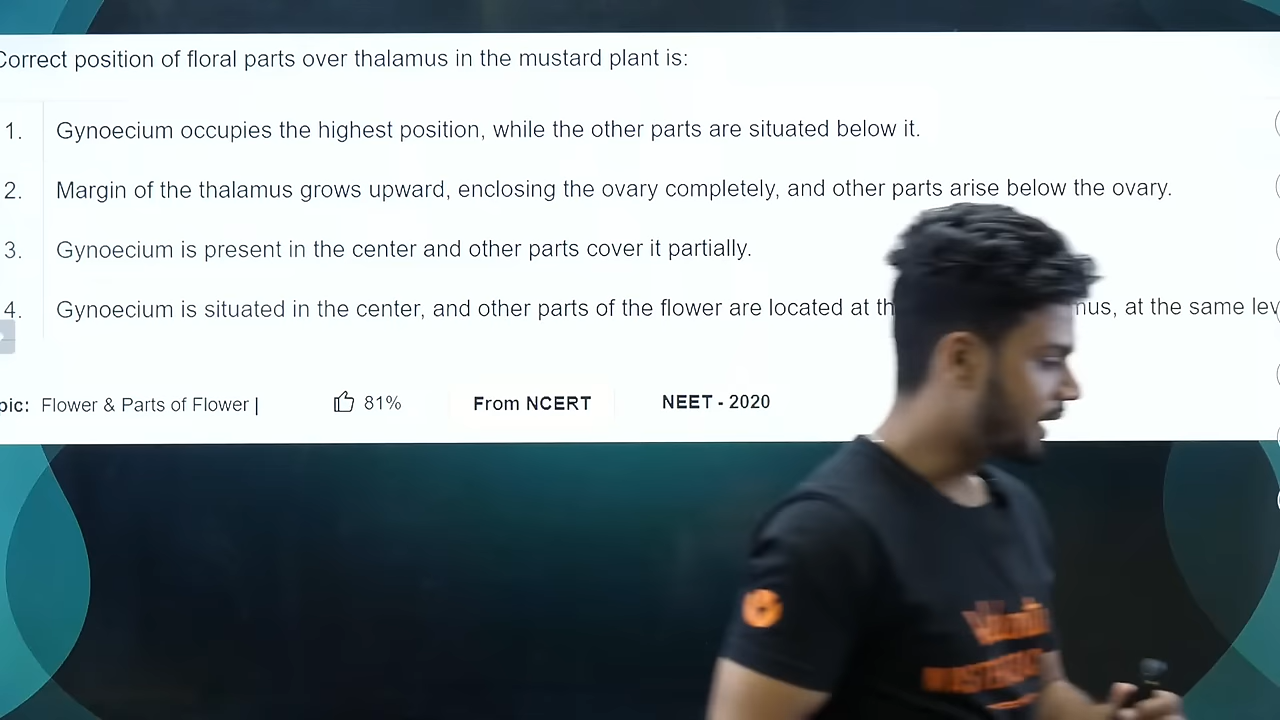 Correct position of floral parts over thalamus in the mustard plant is:
1. Gynoecium occupies the highest position, while the other parts are situated below it.
2. Margin of the thalamus grows upward, enclosing the ovary completely, and other parts arise below the ovary.
3. Gynoecium is present in the center and other parts cover it partially.
4. Gynoecium is situated in the center, and other parts of the flower are located at th nus, at the same lev
pic: Flower & Parts of Flower | 81% From NCERT NEET - 2020